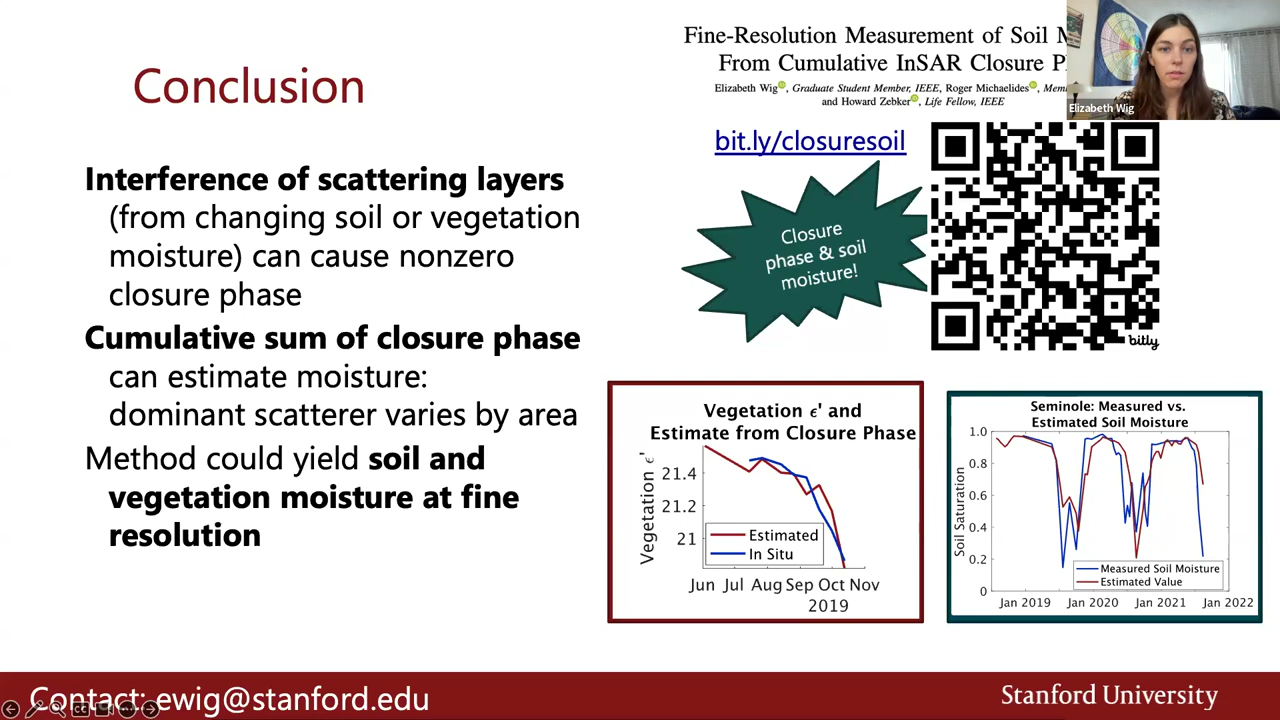 Conclusion
Interference of scattering layers
(from changing soil or vegetation
moisture) can cause nonzero
closure phase
Cumulative sum of closure phase
can estimate moisture:
dominant scatterer varies by area
Method could yield soil and
vegetation moisture at fine
resolution
Fine-Resolution Measurement of Soil M
From Cumulative InSAR Closure P
Elizabeth Wig, Graduate Student Member, IEEE, Roger Michaelides, Mem
and Howard Zebker, Life Fellow, IEEE
Elizabeth Wig
bit.ly/closuresoil
Closure
phase & soil
moisture!
bitly
Vegetation ϵ' and
Estimate from Closure Phase
Vegetation ϵ'
21.4
21.2
21
Estimated
In Situ
Jun Jul Aug Sep Oct Nov
2019
Seminole: Measured vs.
Estimated Soil Moisture
Soil Saturation
1.0
0.8
0.6
0.4
0.2
0
Measured Soil Moisture
Estimated Value
Jan 2019 Jan 2020 Jan 2021 Jan 2022
Contact: ewig@stanford.edu
Stanford University